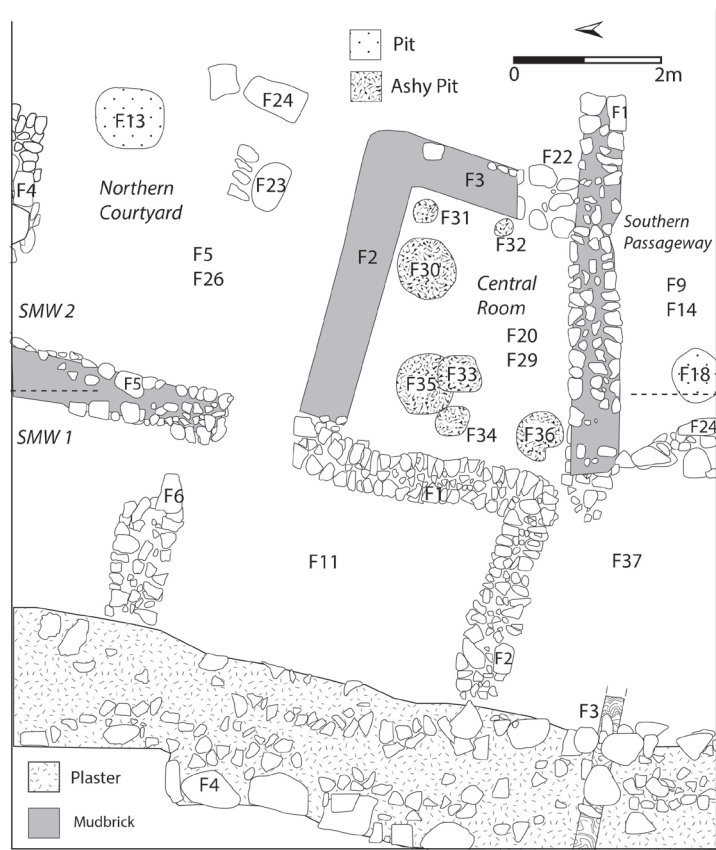 Pit
Ashy Pit
0
2m
F13
F24
F1
F22
F4
F23
Northern
Courtyard
F3
F31
F32
Southern
Passageway
F5
F26
F2
F30
Central
Room
F9
F14
SMW 2
F20
F29
F5
F35
F33
F18
SMW 1
F34
F36
F24
F6
F1
F11
F37
F2
F3
Plaster
F4
Mudbrick